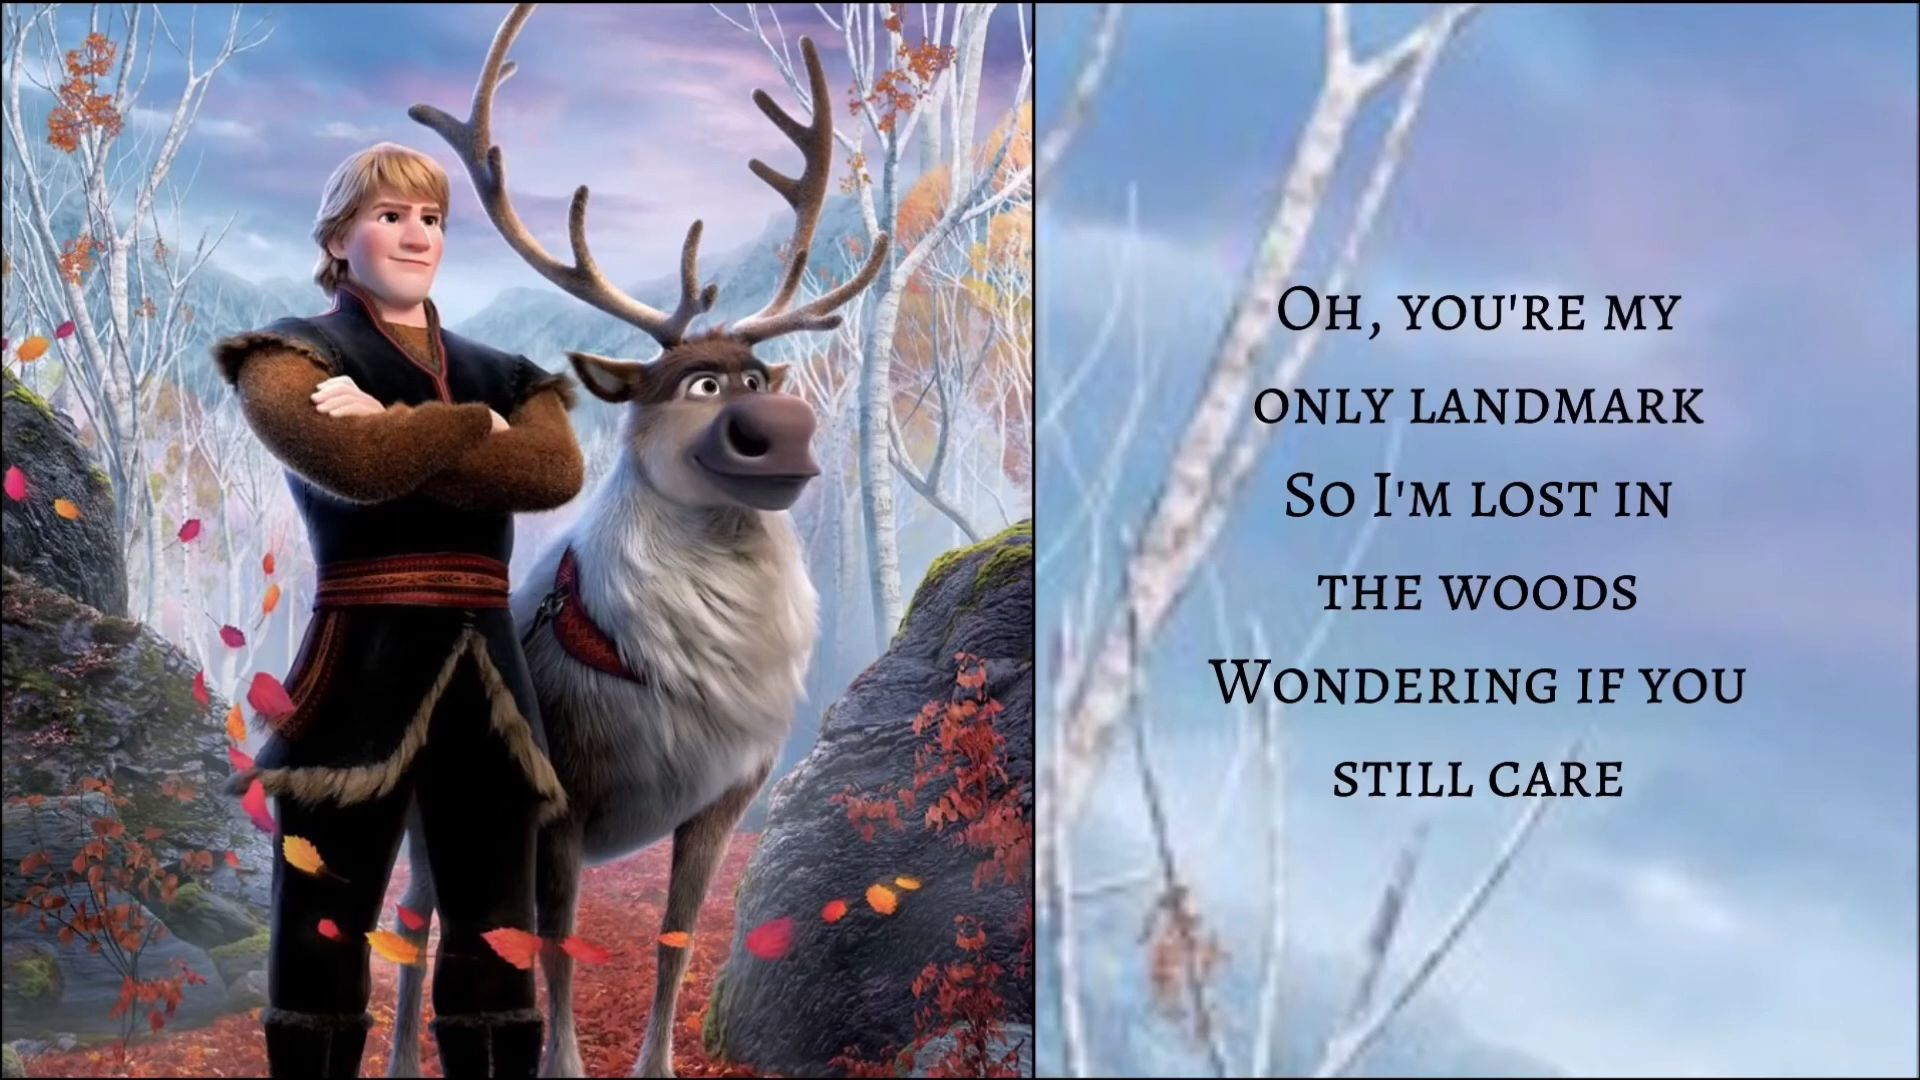 Oh, you're my
only landmark
So I'm lost in
the woods
Wondering if you
still care